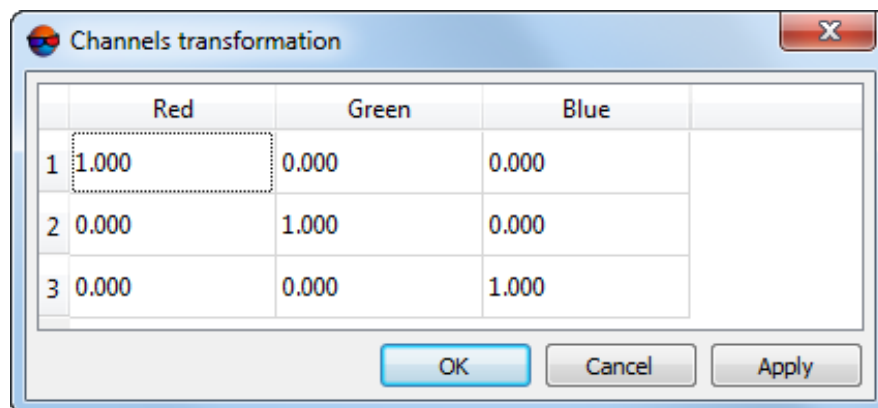 Channels transformation
Red Green Blue
1 1.000 0.000 0.000
2 0.000 1.000 0.000
3 0.000 0.000 1.000
OK Cancel Apply